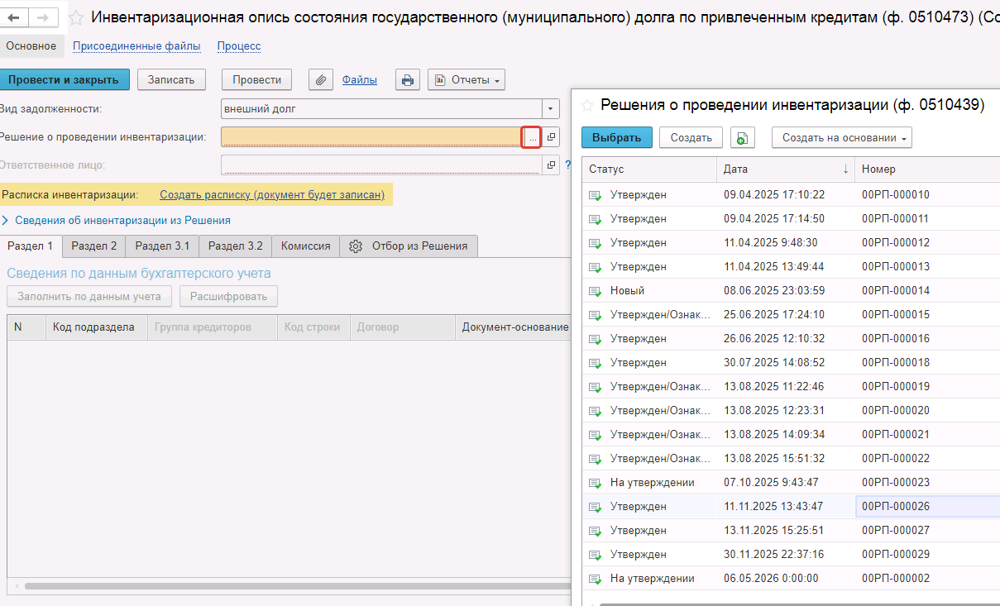 Инвентаризационная опись состояния государственного (муниципального) долга по привлеченным кредитам (ф. 0510473) (Со
Основное Присоединенные файлы Процесс
Провести и закрыть Записать Провести Файлы Отчеты
Вид задолженности: внешний долг
Решение о проведении инвентаризации: ...
Ответственное лицо: ?
Расписка инвентаризации: Создать расписку (документ будет записан)
Сведения об инвентаризации из Решения
Раздел 1 Раздел 2 Раздел 3.1 Раздел 3.2 Комиссия Отбор из Решения
Сведения по данным бухгалтерского учета
Заполнить по данным учета Расшифровать
N Код подраздела Группа кредиторов Код строки Договор Документ-основание
Решения о проведении инвентаризации (ф. 0510439)
Выбрать Создать Создать на основании
Статус Дата ↓ Номер
Утвержден 09.04.2025 17:10:22 00РП-000010
Утвержден 09.04.2025 17:14:50 00РП-000011
Утвержден 11.04.2025 9:48:30 00РП-000012
Утвержден 11.04.2025 13:49:44 00РП-000013
Новый 08.06.2025 23:03:59 00РП-000014
Утвержден/Ознак... 25.06.2025 17:24:10 00РП-000015
Утвержден 26.06.2025 12:10:32 00РП-000016
Утвержден 30.07.2025 14:08:52 00РП-000018
Утвержден/Ознак... 13.08.2025 11:22:46 00РП-000019
Утвержден/Ознак... 13.08.2025 12:23:31 00РП-000020
Утвержден/Ознак... 13.08.2025 14:09:34 00РП-000021
Утвержден/Ознак... 13.08.2025 15:51:32 00РП-000022
На утверждении 07.10.2025 9:43:47 00РП-000023
Утвержден 11.11.2025 13:43:47 00РП-000026
Утвержден 13.11.2025 15:25:51 00РП-000027
Утвержден 30.11.2025 22:37:16 00РП-000029
На утверждении 06.05.2026 0:00:00 00РП-000002